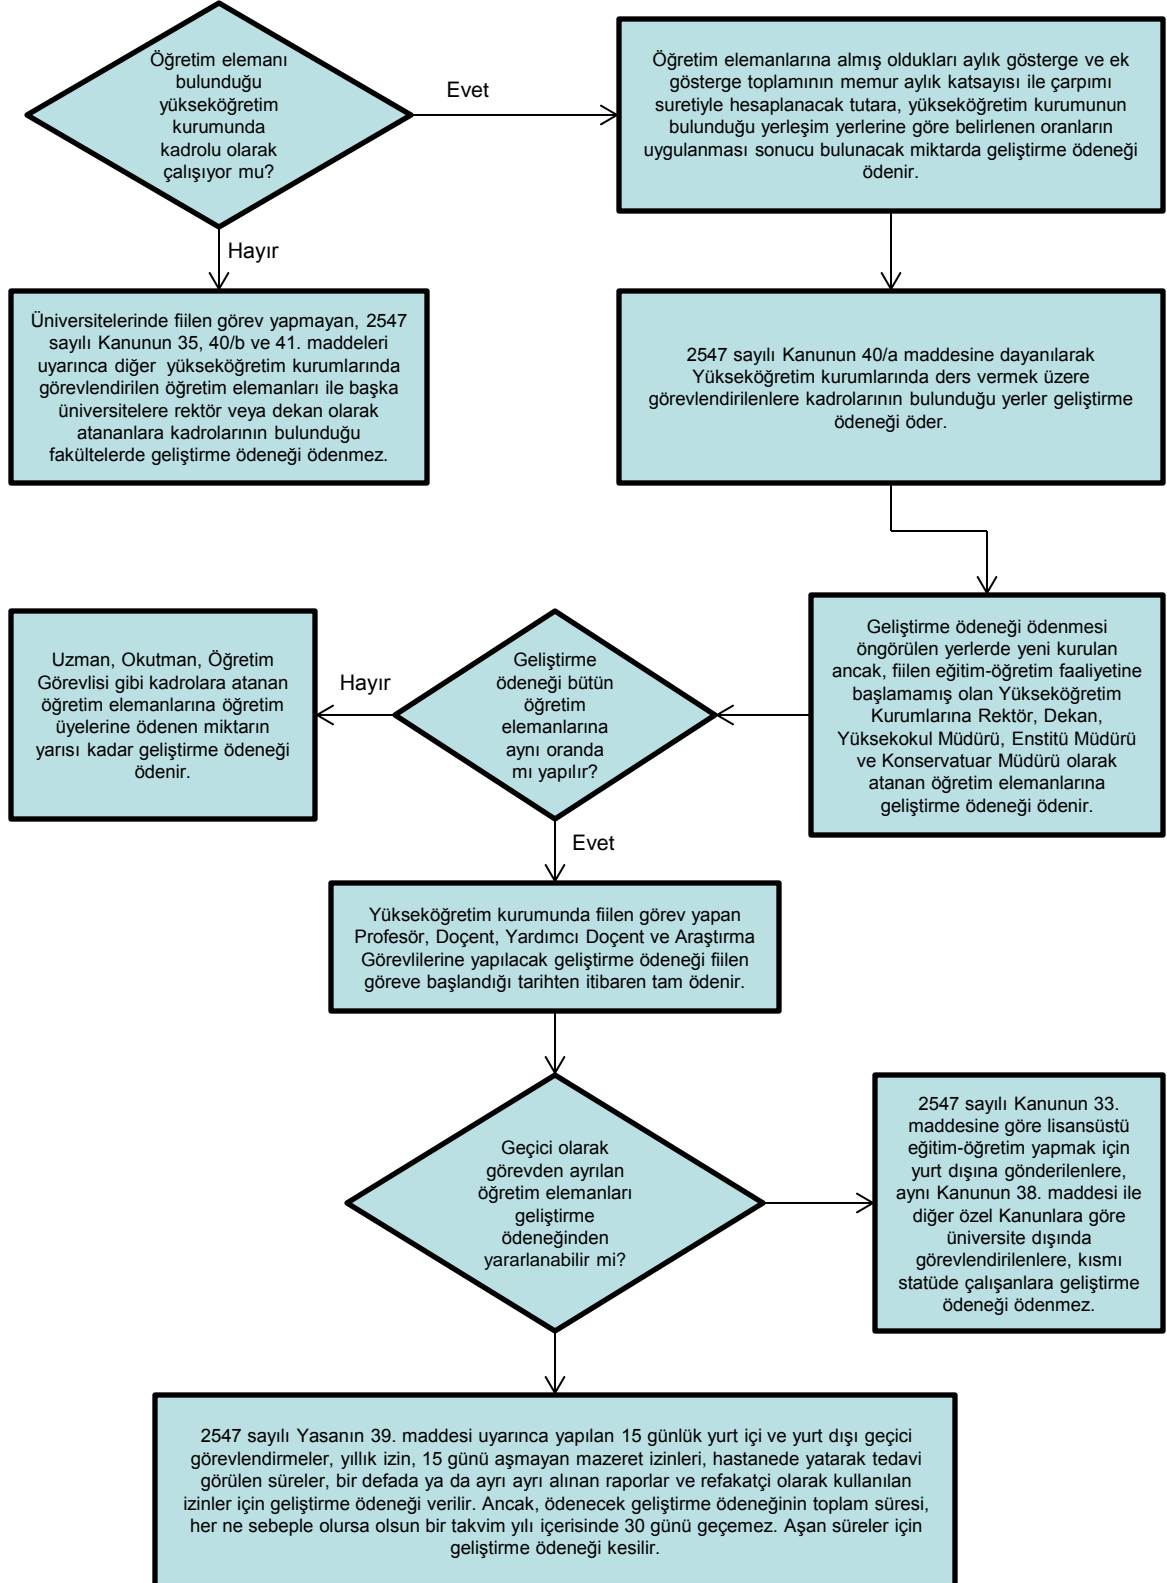 Öğretim elemanı
bulunduğu
yükseköğretim
kurumunda
kadrolu olarak
çalışıyor mu?
Evet
Öğretim elemanlarına almış oldukları aylık gösterge ve ek
gösterge toplamının memur aylık katsayısı ile çarpımı
suretiyle hesaplanacak tutara, yükseköğretim kurumunun
bulunduğu yerleşim yerlerine göre belirlenen oranların
uygulanması sonucu bulunacak miktarda geliştirme ödeneği
ödenir.
Hayır
Üniversitelerinde fiilen görev yapmayan, 2547
sayılı Kanunun 35, 40/b ve 41. maddeleri
uyarınca diğer yükseköğretim kurumlarında
görevlendirilen öğretim elemanları ile başka
üniversitelere rektör veya dekan olarak
atananlara kadrolarının bulunduğu
fakültelerde geliştirme ödeneği ödenmez.
2547 sayılı Kanunun 40/a maddesine dayanılarak
Yükseköğretim kurumlarında ders vermek üzere
görevlendirilenlere kadrolarının bulunduğu yerler geliştirme
ödeneği öder.
Geliştirme ödeneği ödenmesi
öngörülen yerlerde yeni kurulan
ancak, fiilen eğitim-öğretim faaliyetine
başlamamış olan Yükseköğretim
Kurumlarına Rektör, Dekan,
Yüksekokul Müdürü, Enstitü Müdürü
ve Konservatuar Müdürü olarak
atanan öğretim elemanlarına
geliştirme ödeneği ödenir.
Geliştirme
ödeneği bütün
öğretim
elemanlarına
aynı oranda
mı yapılır?
Hayır
Uzman, Okutman, Öğretim
Görevlisi gibi kadrolara atanan
öğretim elemanlarına öğretim
üyelerine ödenen miktarın
yarısı kadar geliştirme ödeneği
ödenir.
Evet
Yükseköğretim kurumunda fiilen görev yapan
Profesör, Doçent, Yardımcı Doçent ve Araştırma
Görevlilerine yapılacak geliştirme ödeneği fiilen
göreve başlandığı tarihten itibaren tam ödenir.
Geçici olarak
görevden ayrılan
öğretim elemanları
geliştirme
ödeneğinden
yararlanabilir mi?
2547 sayılı Kanunun 33.
maddesine göre lisansüstü
eğitim-öğretim yapmak için
yurt dışına gönderilenlere,
aynı Kanunun 38. maddesi ile
diğer özel Kanunlara göre
üniversite dışında
görevlendirilenlere, kısmı
statüde çalışanlara geliştirme
ödeneği ödenmez.
2547 sayılı Yasanın 39. maddesi uyarınca yapılan 15 günlük yurt içi ve yurt dışı geçici
görevlendirmeler, yıllık izin, 15 günü aşmayan mazeret izinleri, hastanede yatarak tedavi
görülen süreler, bir defada ya da ayrı ayrı alınan raporlar ve refakatçi olarak kullanılan
izinler için geliştirme ödeneği verilir. Ancak, ödenecek geliştirme ödeneğinin toplam süresi,
her ne sebeple olursa olsun bir takvim yılı içerisinde 30 günü geçemez. Aşan süreler için
geliştirme ödeneği kesilir.